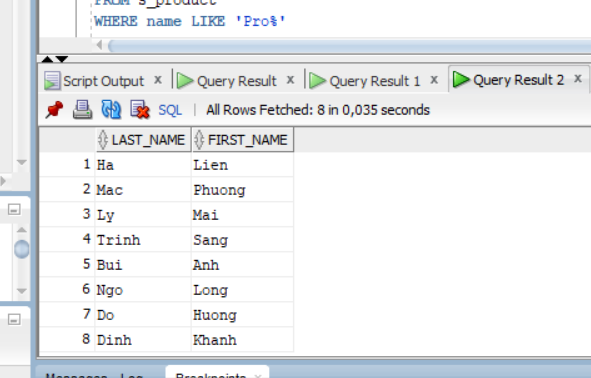 FROM s_product
WHERE name LIKE 'Pro%'
Script Output x Query Result x Query Result 1 x Query Result 2 x
SQL | All Rows Fetched: 8 in 0,035 seconds
LAST_NAME FIRST_NAME
1 Ha Lien
2 Mac Phuong
3 Ly Mai
4 Trinh Sang
5 Bui Anh
6 Ngo Long
7 Do Huong
8 Dinh Khanh
Messages - Log Breakpoints x